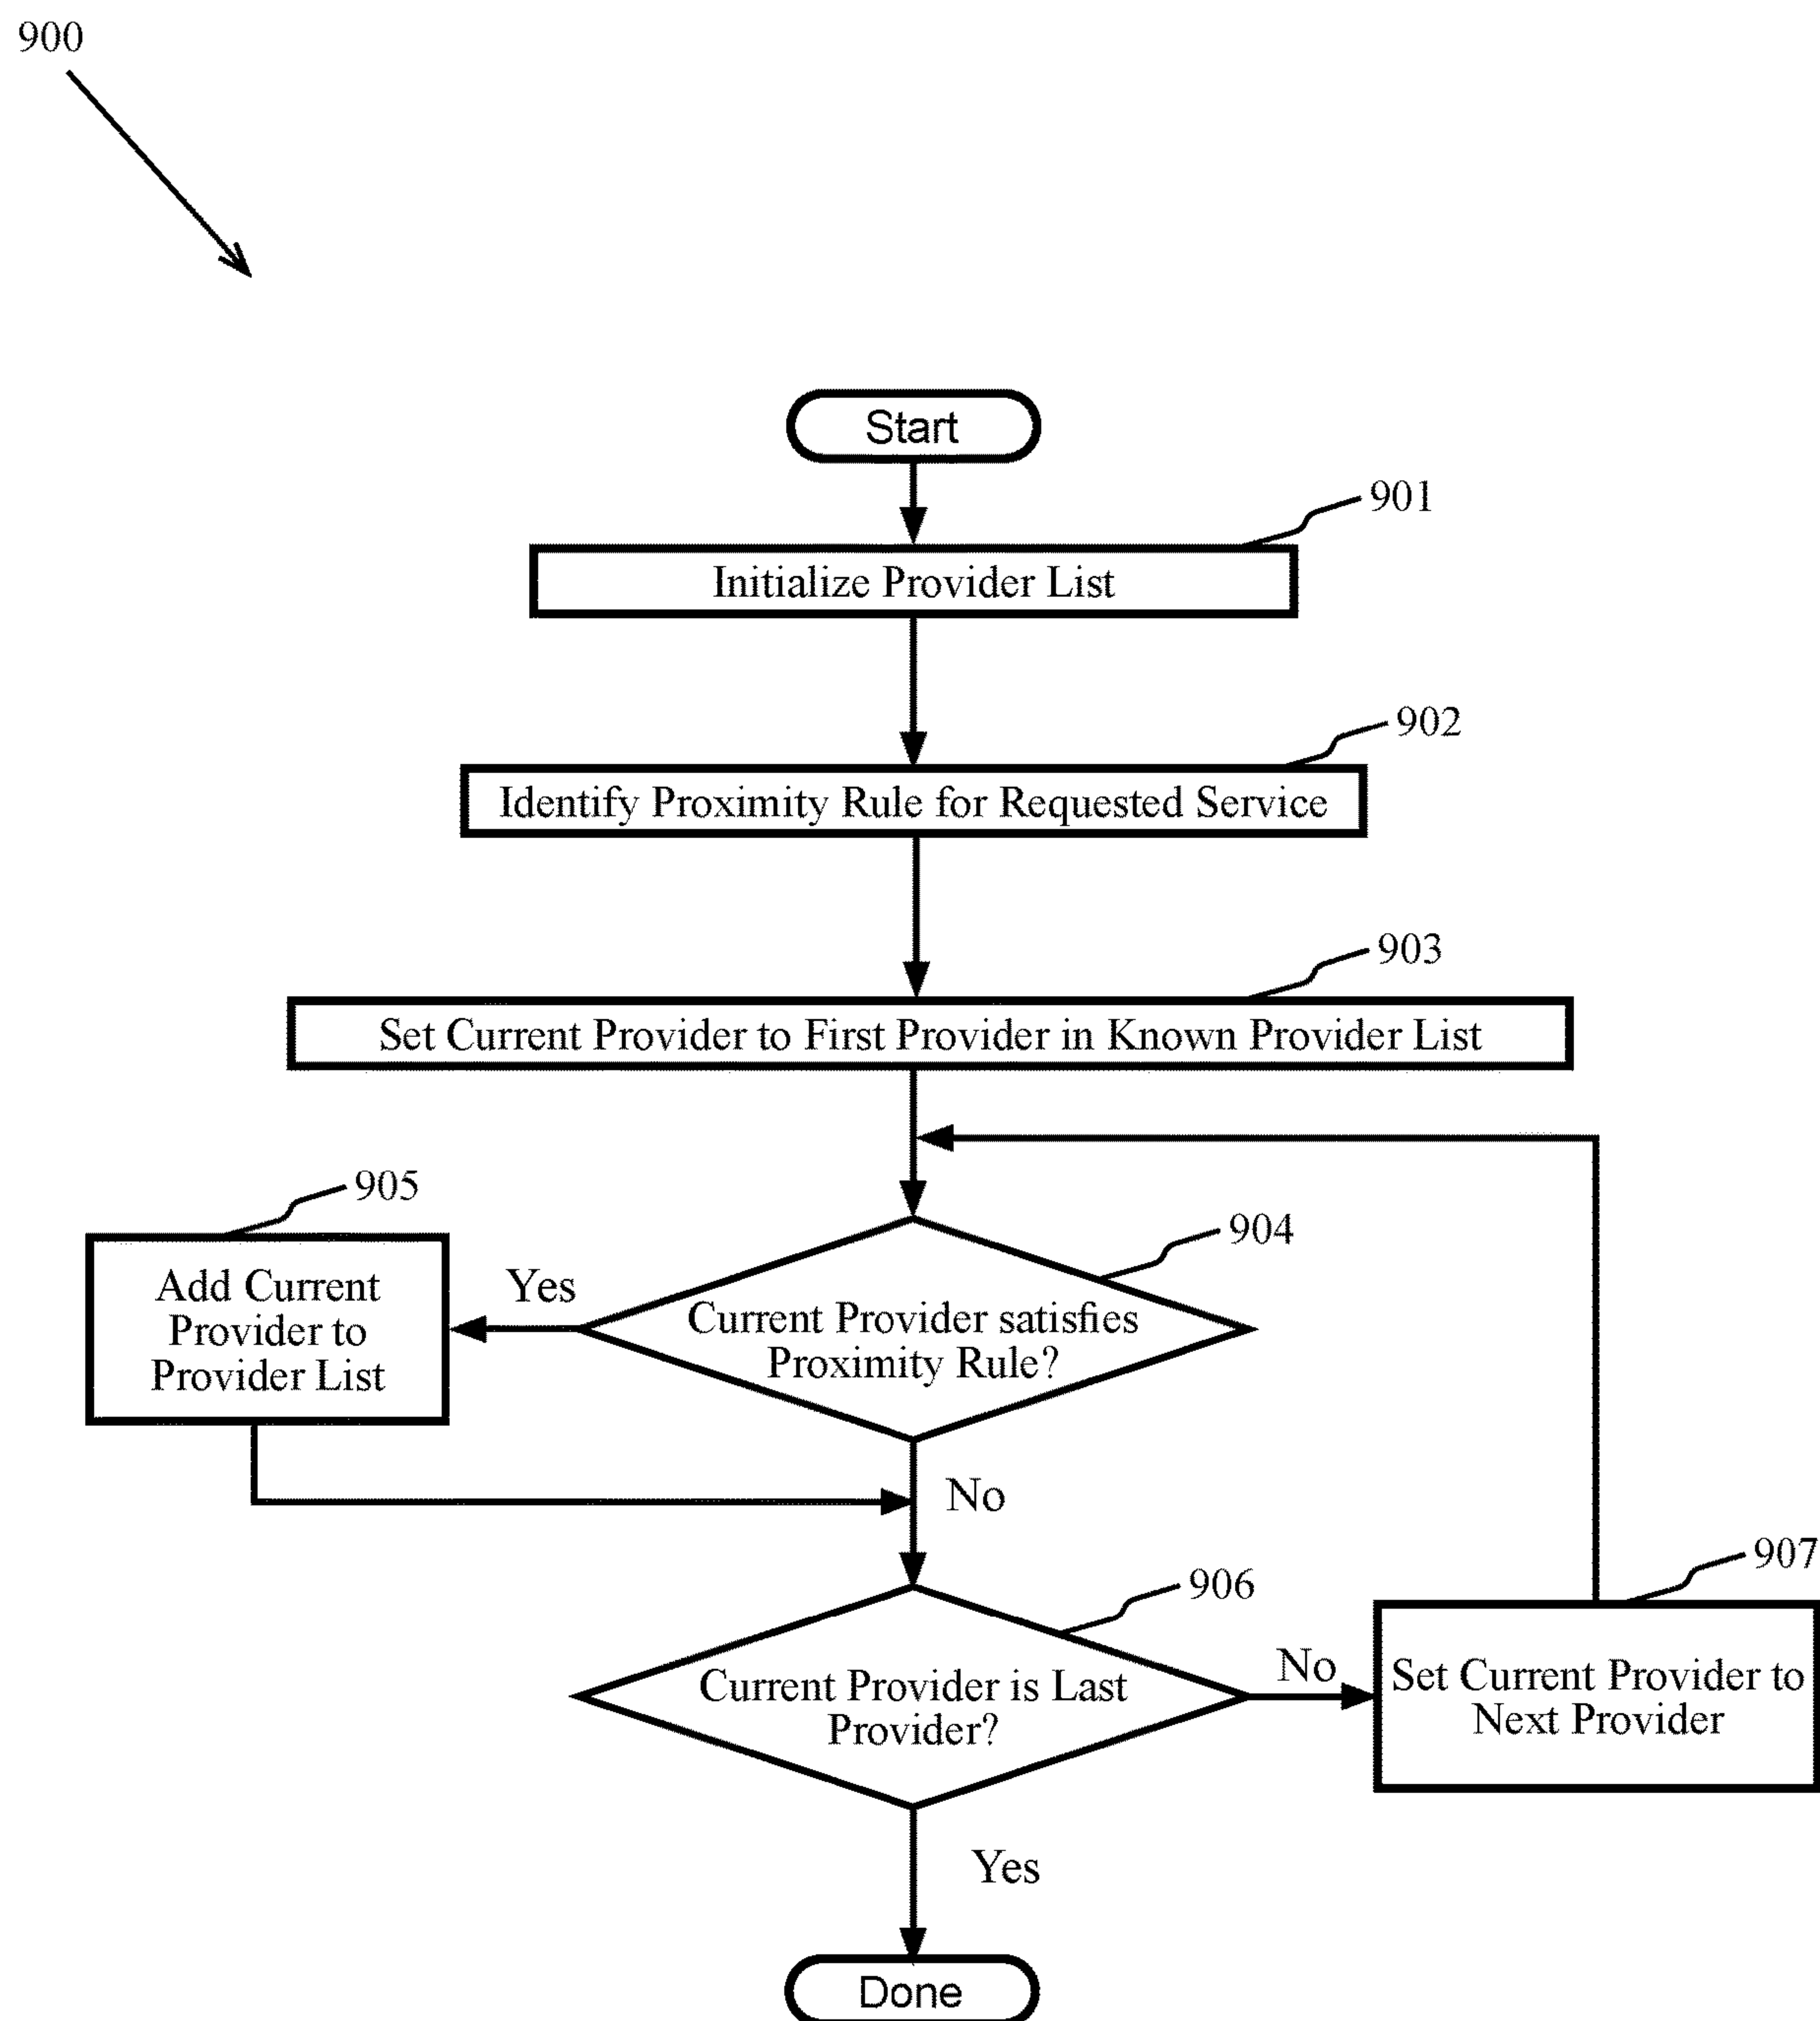 900
Start
901
Initialize Provider List
902
Identify Proximity Rule for Requested Service
903
Set Current Provider to First Provider in Known Provider List
905
904
Add Current
Provider to
Provider List
Yes
Current Provider satisfies
Proximity Rule?
No
906
907
Current Provider is Last
Provider?
No
Set Current Provider to
Next Provider
Yes
Done